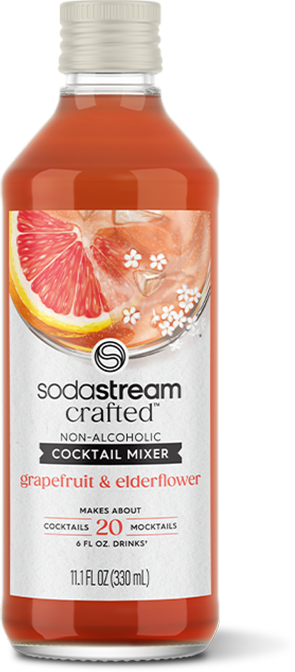 sodastream
crafted™
NON-ALCOHOLIC
COCKTAIL MIXER
grapefruit & elderflower
MAKES ABOUT
COCKTAILS 20 MOCKTAILS
6 FL OZ. DRINKS*
11.1 FL OZ (330 mL)